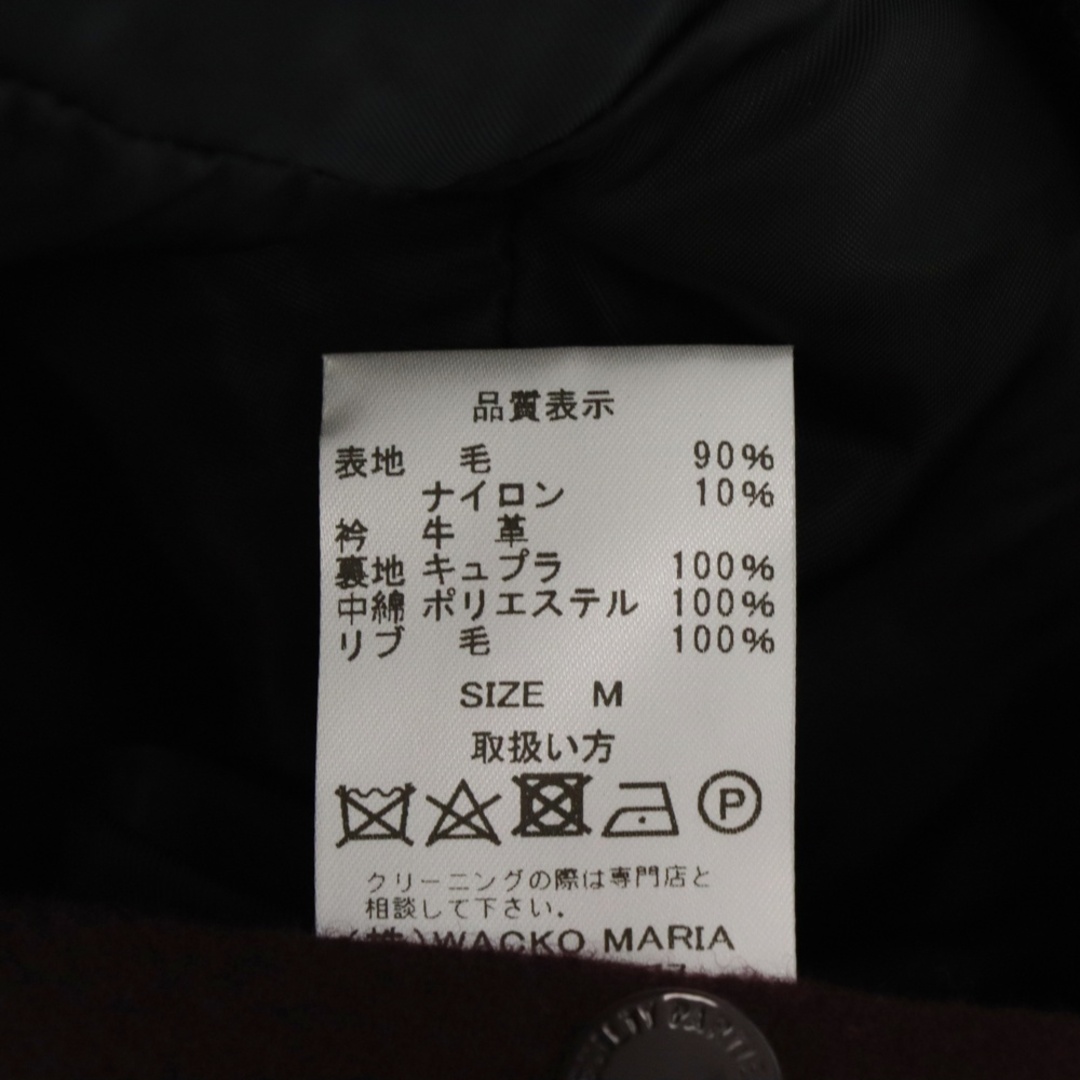 品質表示
表地 毛 90%
ナイロン 10%
衿 牛 革
裏地 キュプラ 100%
中綿 ポリエステル 100%
リブ 毛 100%
SIZE M
取扱い方
P
クリーニングの際は専門店と
相談して下さい.
(株)WACKO MARIA